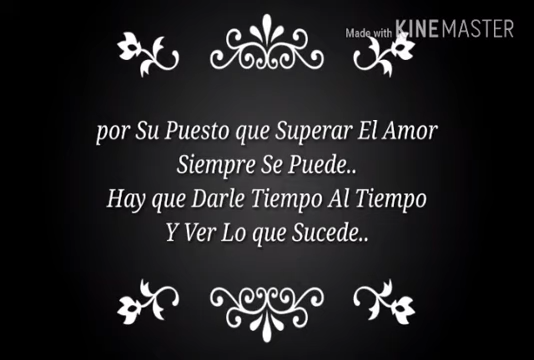 Made with KINEMASTER
por Su Puesto que Superar El Amor
Siempre Se Puede..
Hay que Darle Tiempo Al Tiempo
Y Ver Lo que Sucede..